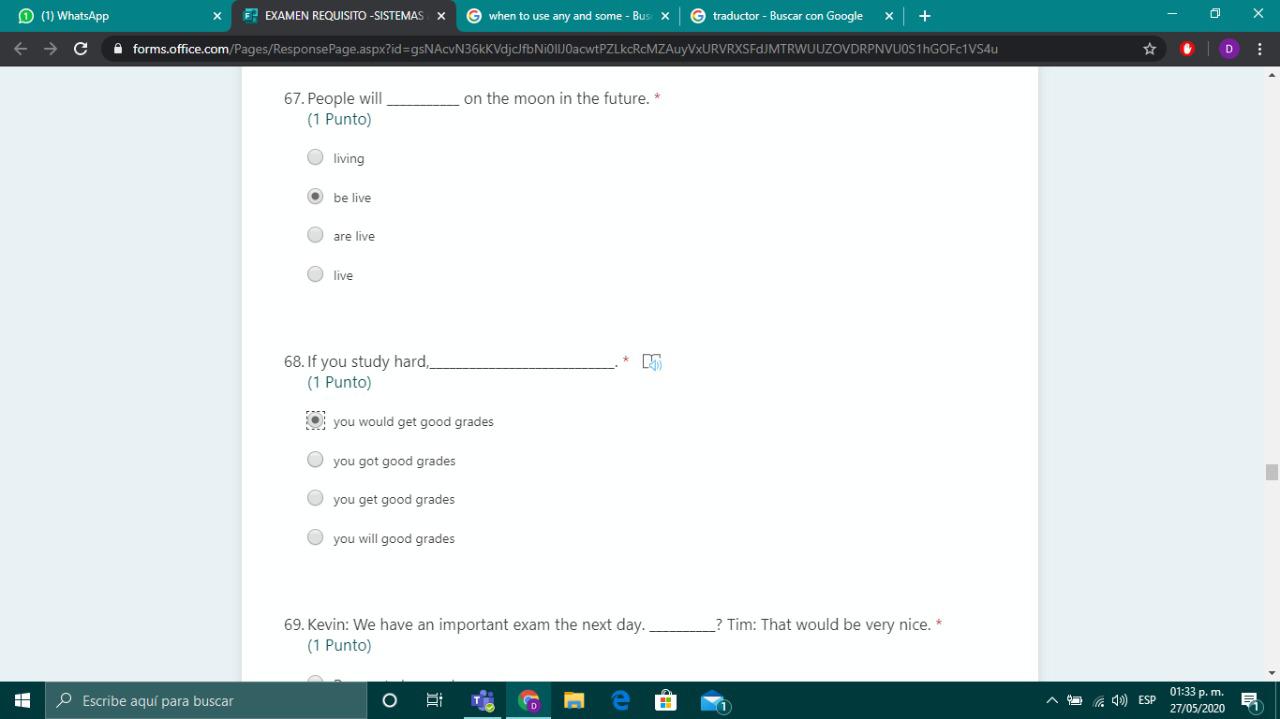 (1) WhatsApp
EXAMEN REQUISITO -SISTEMAS
when to use any and some - Bus
traductor - Buscar con Google
forms.office.com/Pages/ResponsePage.aspx?id=gsNAcvN36kKVdjcJfbNi0IIJ0acwtPZLkcRcMZAuyVxURVRXSFdJMTRWUUZOVDRPNVU0S1hGOFc1VS4u
D
67. People will ___________ on the moon in the future. *
(1 Punto)
living
be live
are live
live
68. If you study hard,____________________________. *
(1 Punto)
you would get good grades
you got good grades
you get good grades
you will good grades
69. Kevin: We have an important exam the next day. __________? Tim: That would be very nice. *
(1 Punto)
Escribe aquí para buscar
ESP
01:33 p. m.
27/05/2020